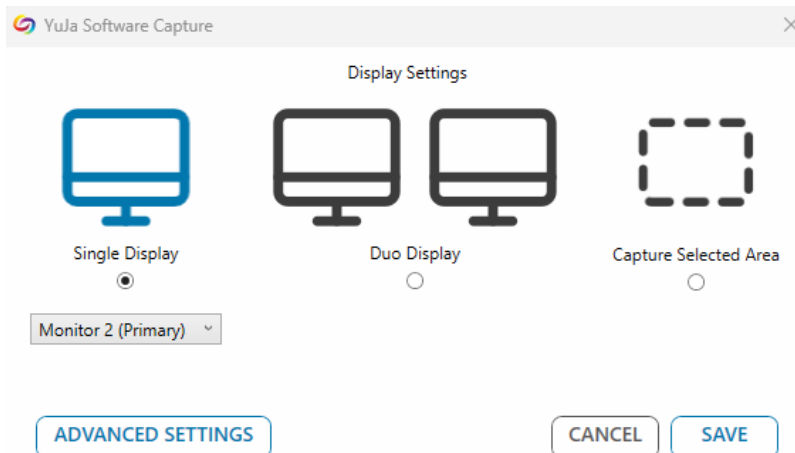 YuJa Software Capture
Display Settings
Single Display
Duo Display
Capture Selected Area
Monitor 2 (Primary)
ADVANCED SETTINGS
CANCEL
SAVE